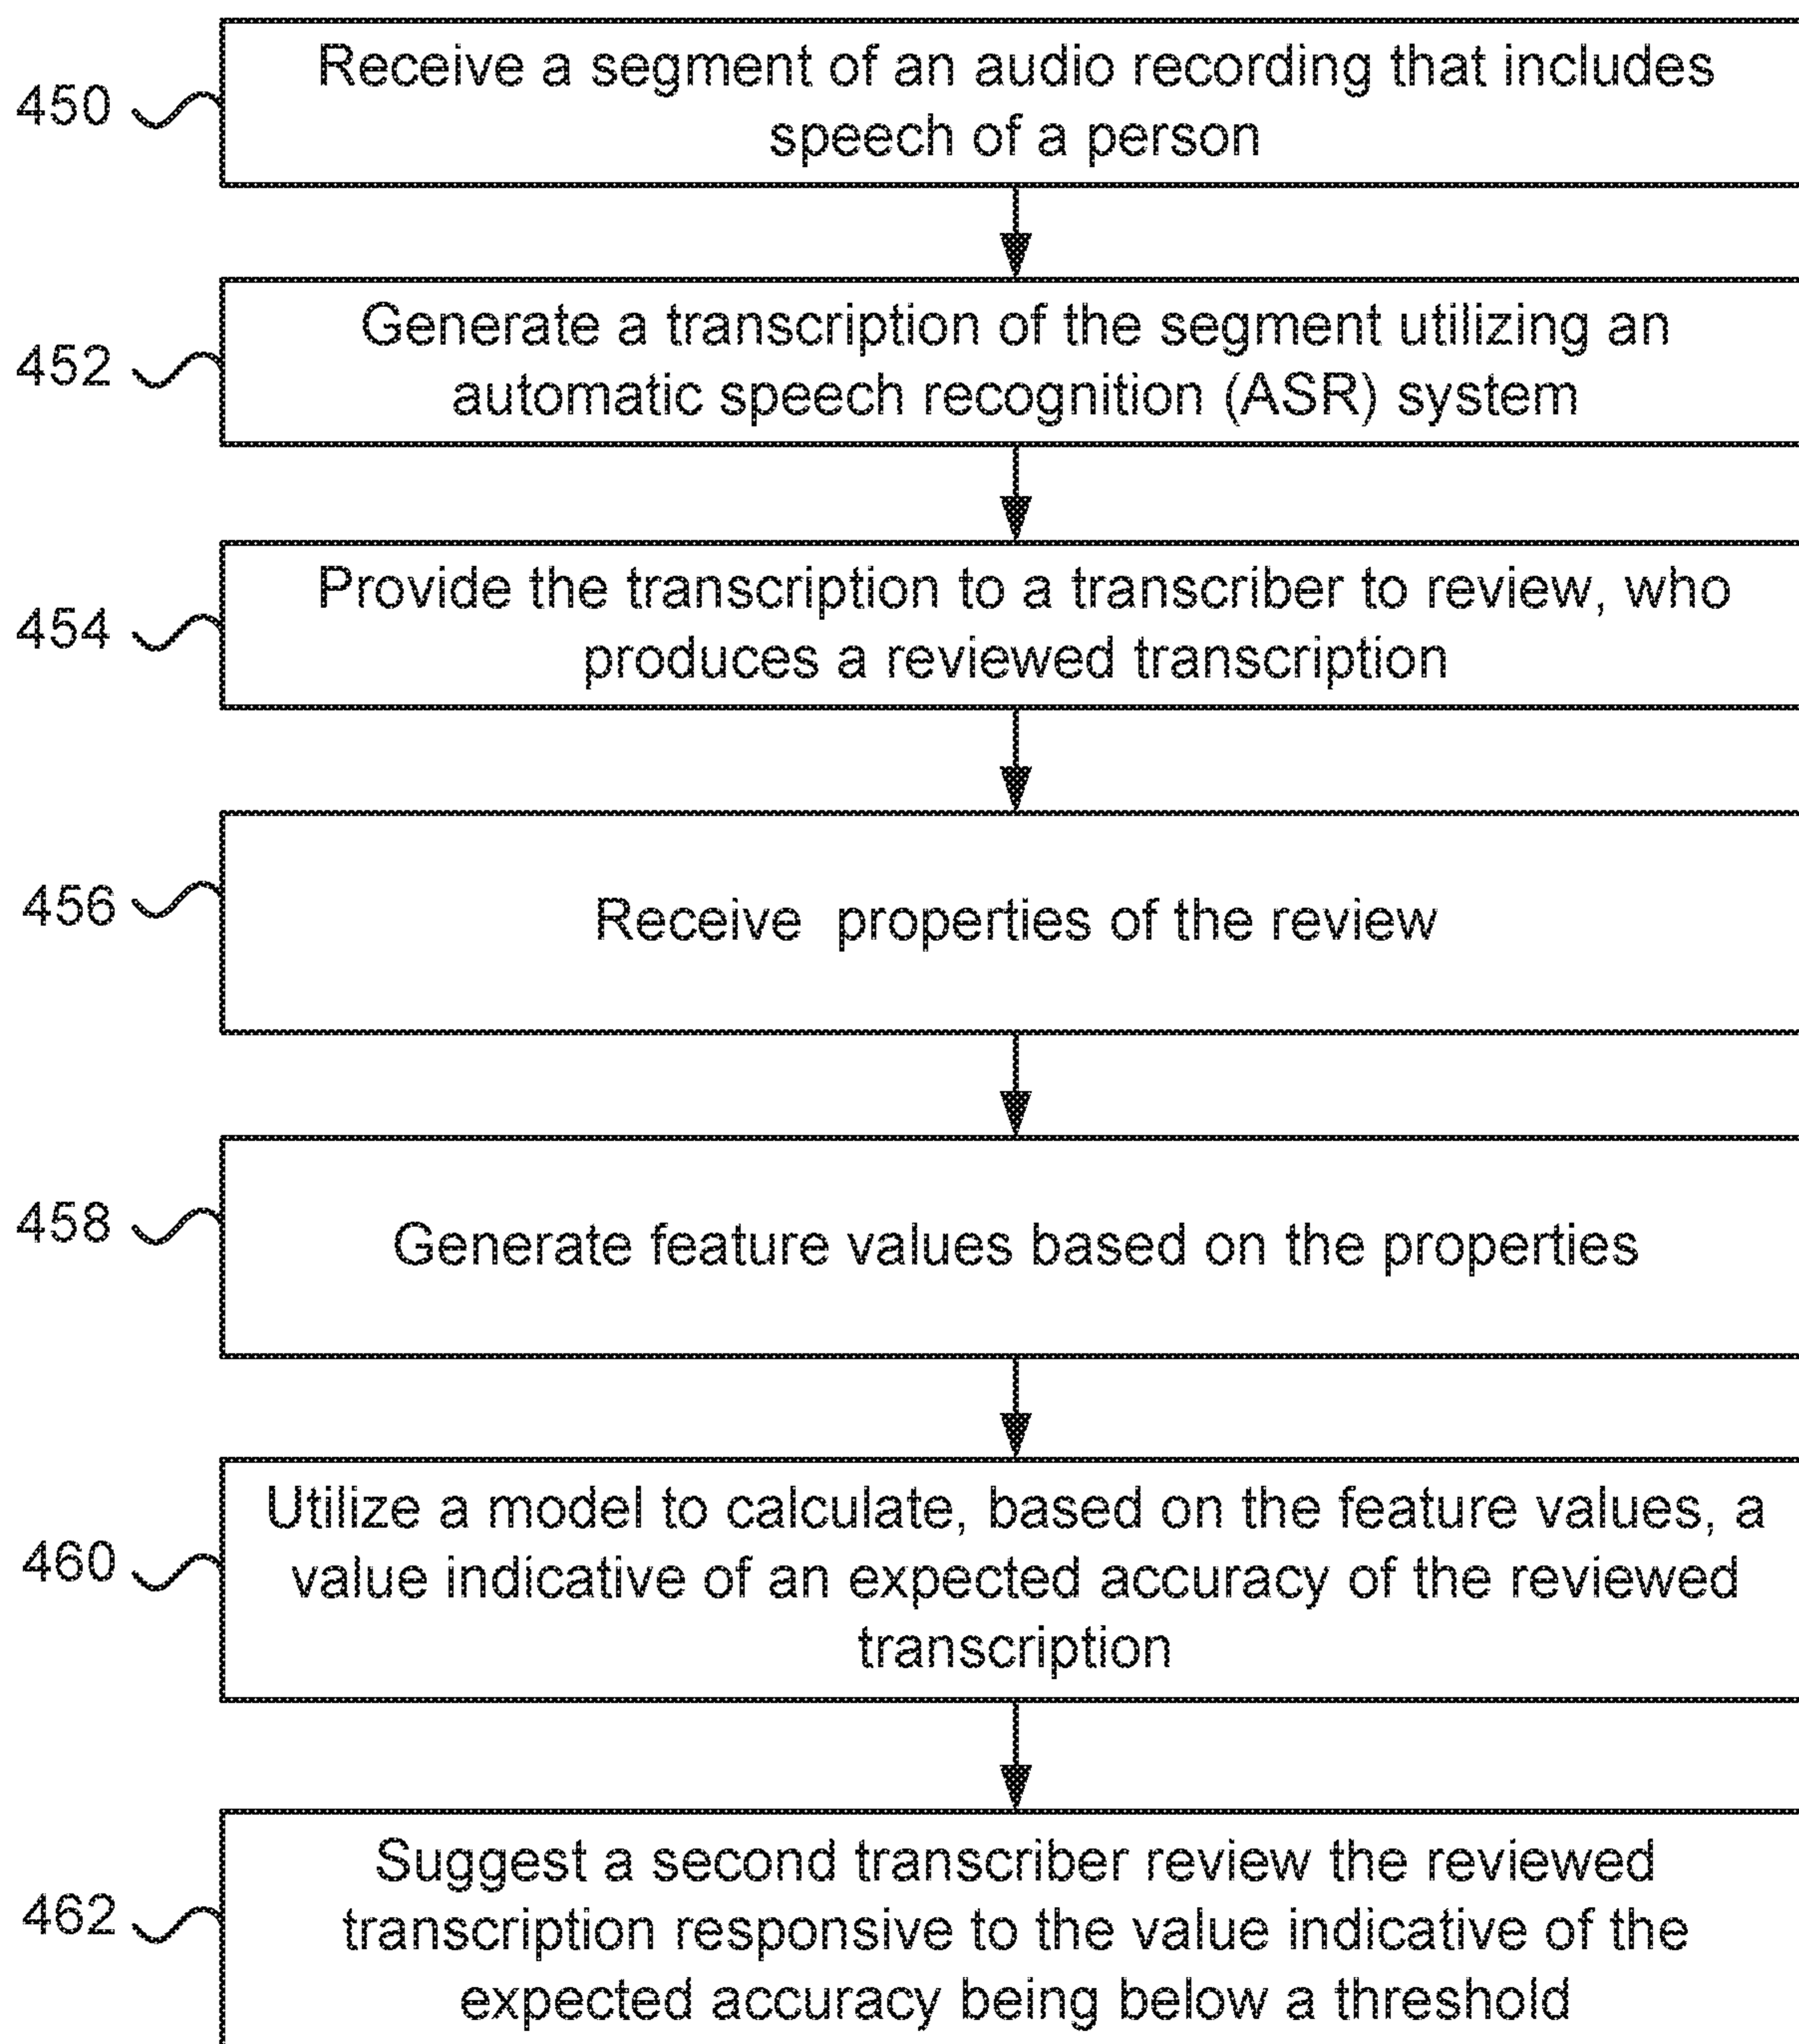 450
Receive a segment of an audio recording that includes
speech of a person
452
Generate a transcription of the segment utilizing an
automatic speech recognition (ASR) system
454
Provide the transcription to a transcriber to review, who
produces a reviewed transcription
456
Receive properties of the review
458
Generate feature values based on the properties
460
Utilize a model to calculate, based on the feature values, a
value indicative of an expected accuracy of the reviewed
transcription
462
Suggest a second transcriber review the reviewed
transcription responsive to the value indicative of the
expected accuracy being below a threshold